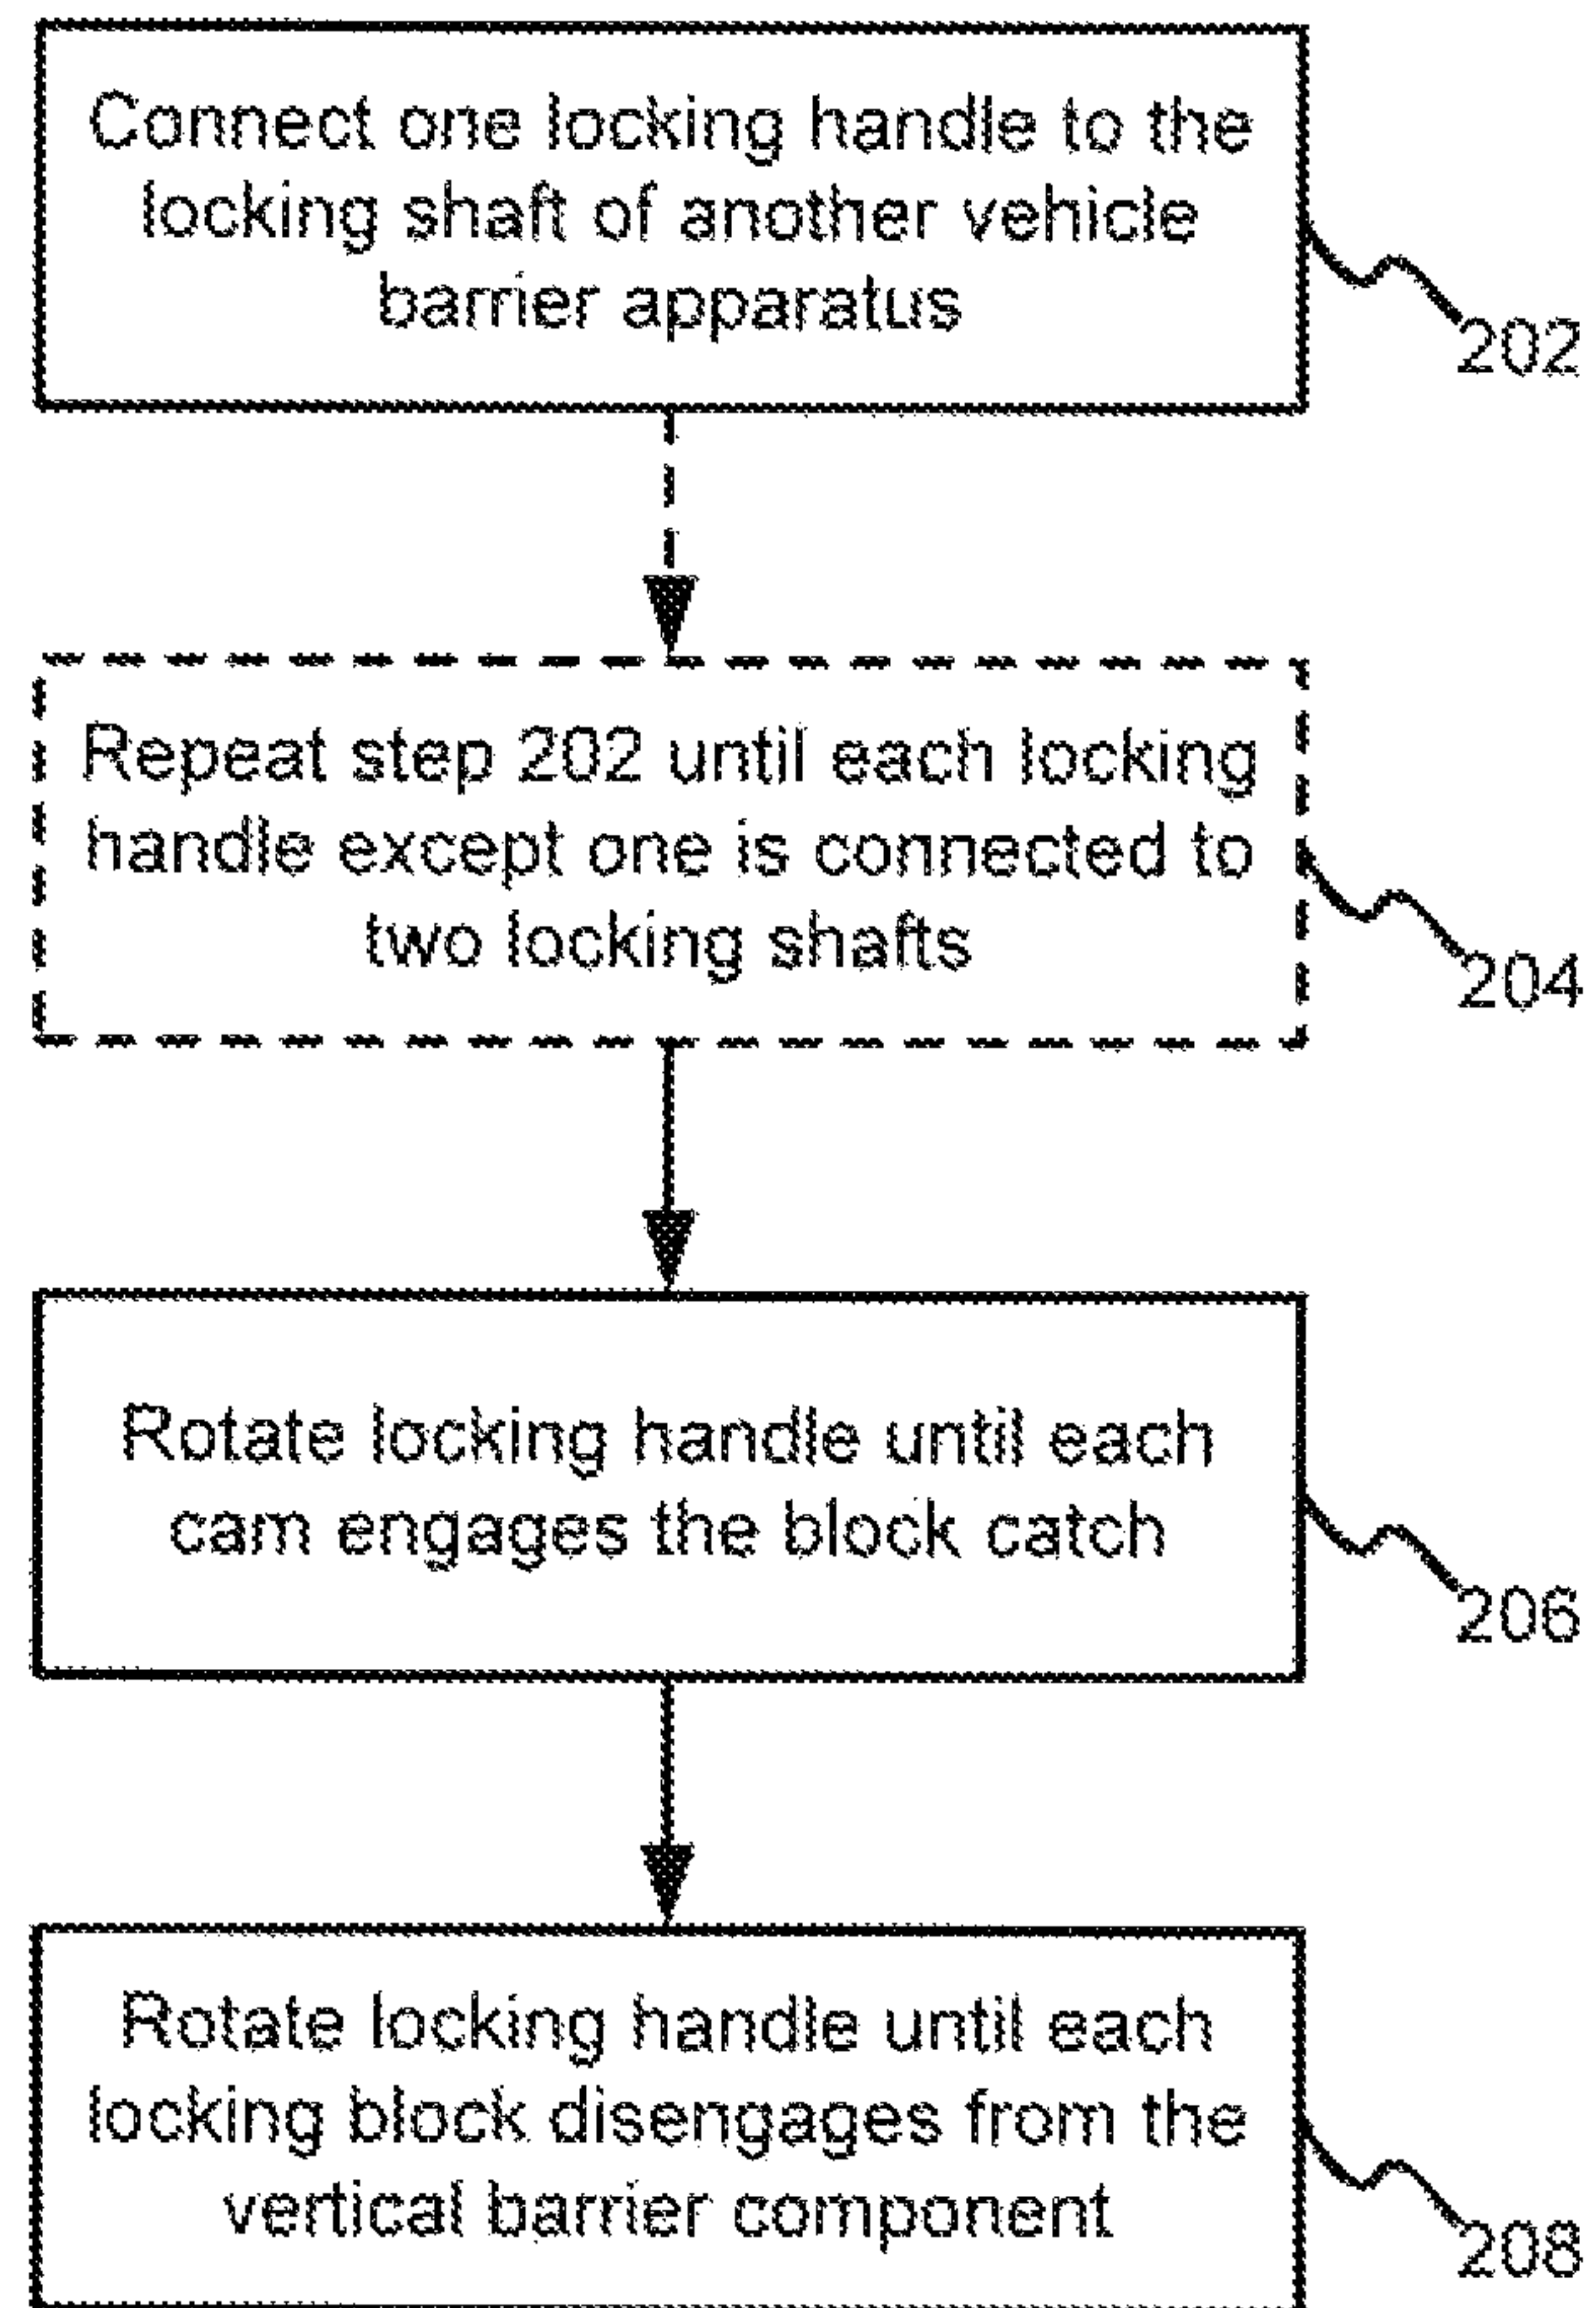 Connect one locking handle to the
locking shaft of another vehicle
barrier apparatus
202
Repeat step 202 until each locking
handle except one is connected to
two locking shafts
204
Rotate locking handle until each
cam engages the block catch
206
Rotate locking handle until each
locking block disengages from the
vertical barrier component
208